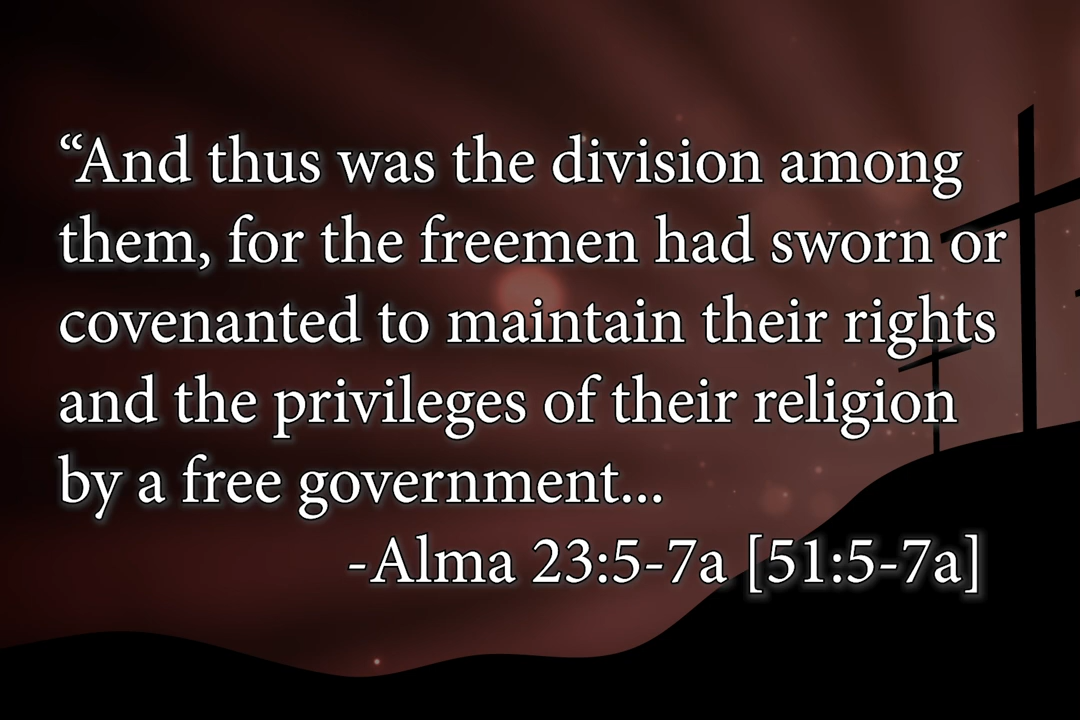 “And thus was the division among
them, for the freemen had sworn or
covenanted to maintain their rights
and the privileges of their religion
by a free government...
-Alma 23:5-7a [51:5-7a]